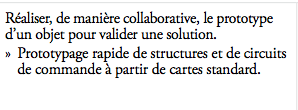 Réaliser, de manière collaborative, le prototype
d’un objet pour valider une solution.
» Prototypage rapide de structures et de circuits
de commande à partir de cartes standard.